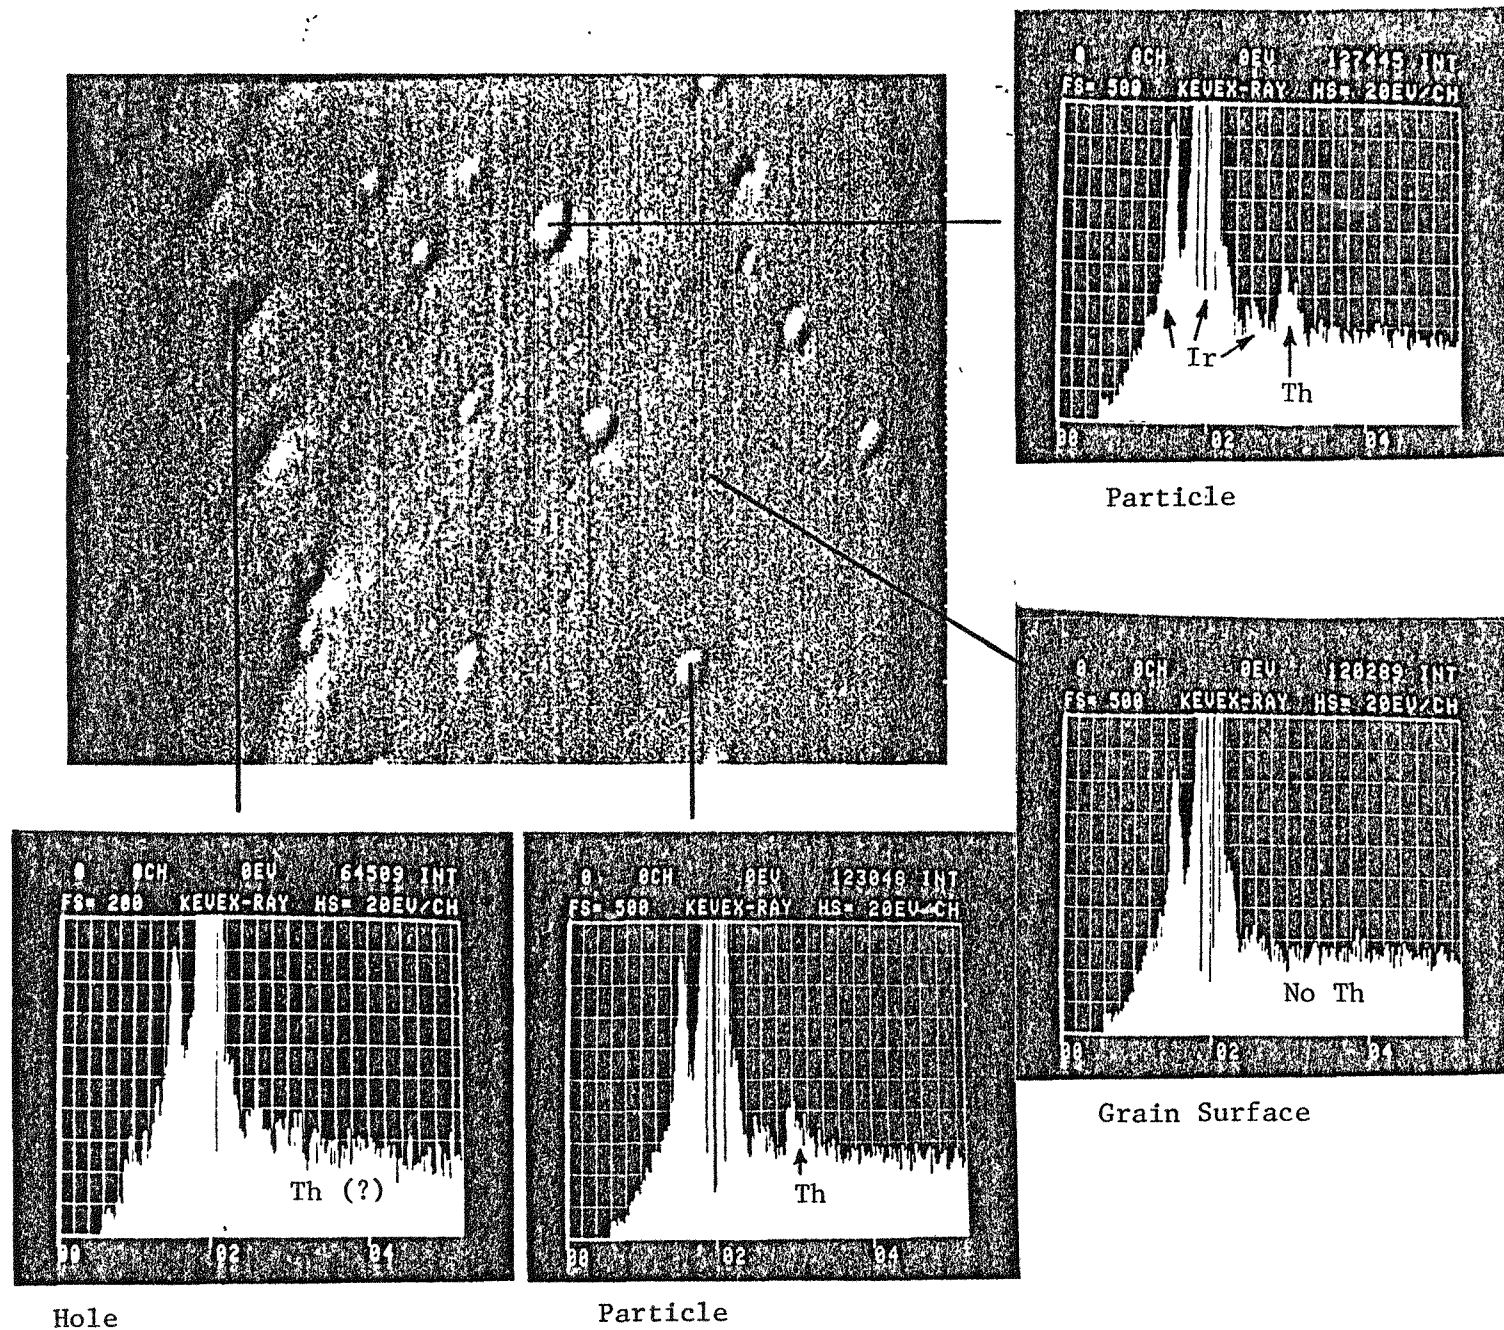 0 0CH 0EV 127445 INT
FS= 500 KEVEX-RAY HS= 20EV/CH
Ir
Th
00 02 04
Particle
0 0CH 0EV 120289 INT
FS= 500 KEVEX-RAY HS= 20EV/CH
No Th
00 02 04
Grain Surface
0 0CH 0EV 64509 INT
FS= 200 KEVEX-RAY HS= 20EV/CH
Th (?)
00 02 04
Hole
0 0CH 0EV 123048 INT
FS= 500 KEVEX-RAY HS= 20EV/CH
Th
00 02 04
Particle